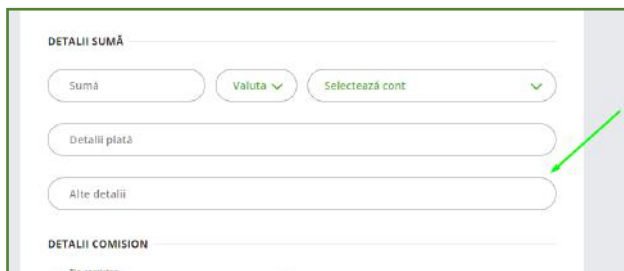 DETALII SUMĂ
Sumă Valuta Selectează cont
Detalii plată
Alte detalii
DETALII COMISION